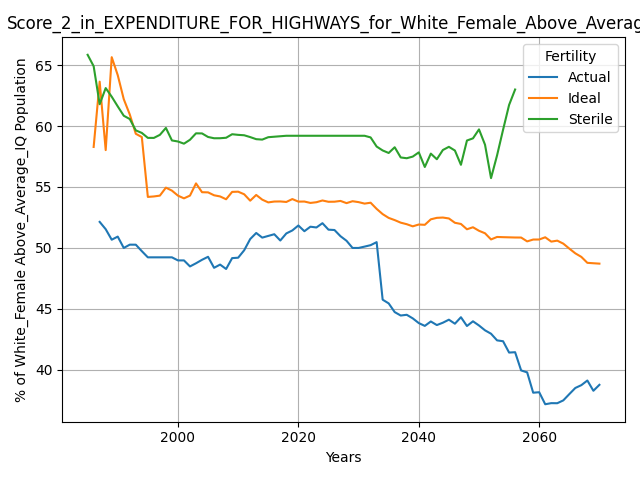 Score_2_in_EXPENDITURE_FOR_HIGHWAYS_for_White_Female_Above_Averag
Fertility
Actual
Ideal
Sterile
% of White_Female Above_Average_IQ Population
65
60
55
50
45
40
2000 2020 2040 2060
Years